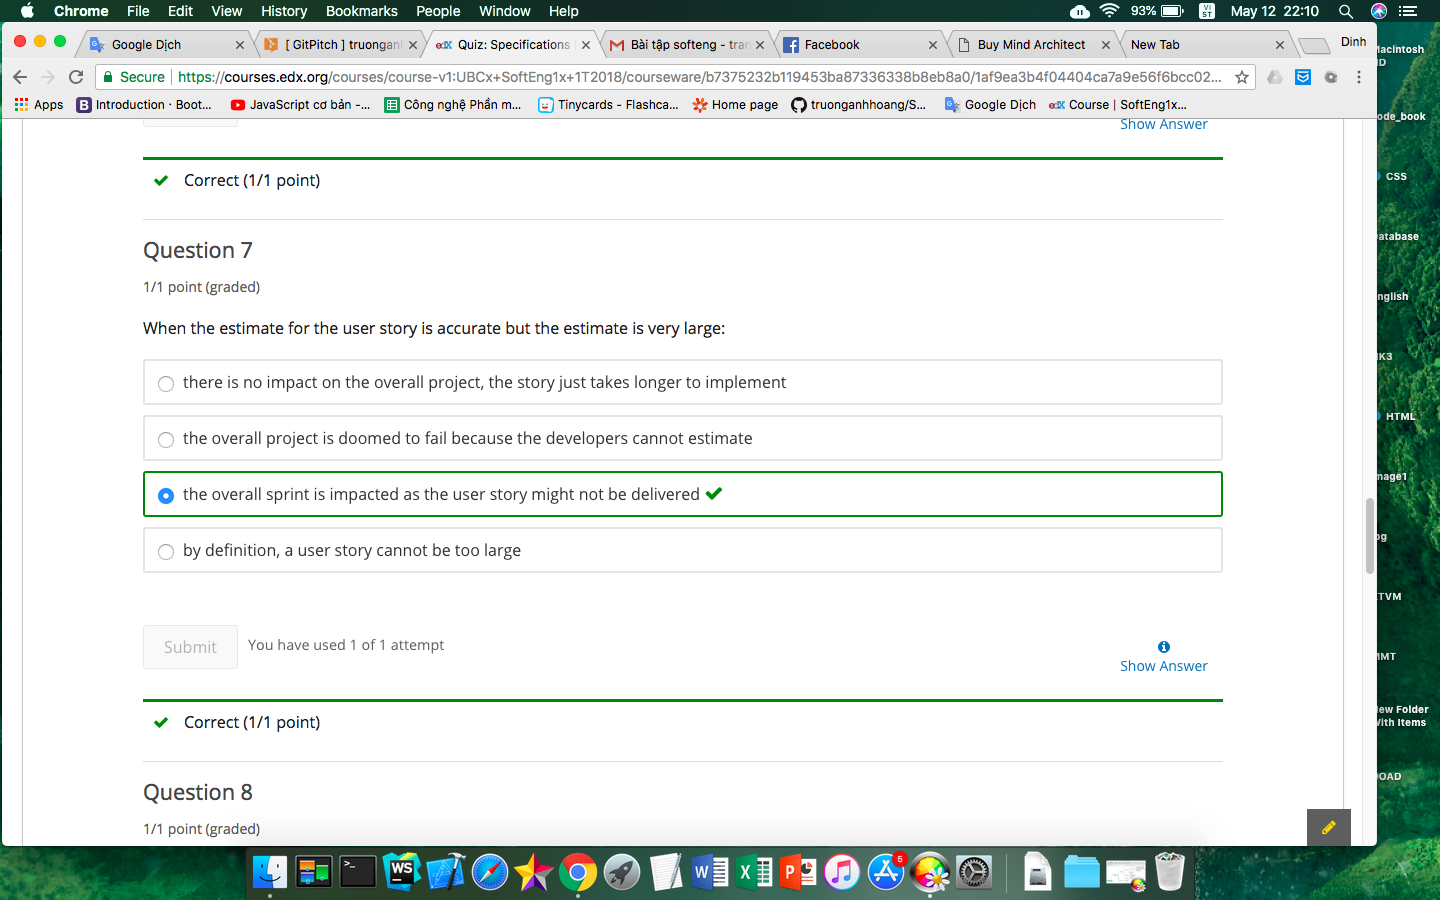 Chrome File Edit View History Bookmarks People Window Help 93% VI ST May 12 22:10
Google Dịch [ GitPitch ] truongan Quiz: Specifications Bài tập softeng - tran Facebook Buy Mind Architect New Tab Dinh
Secure https://courses.edx.org/courses/course-v1:UBCx+SoftEng1x+1T2018/courseware/b7375232b119453ba87336338b8eb8a0/1af9ea3b4f04404ca7a9e56f6bcc02...
Apps Introduction · Boot... JavaScript cơ bản -... Công nghệ Phần m... Tinycards - Flashca... Home page truonganhhoang/S... Google Dịch Course | SoftEng1x...
Show Answer
Correct (1/1 point)
Question 7
1/1 point (graded)
When the estimate for the user story is accurate but the estimate is very large:
there is no impact on the overall project, the story just takes longer to implement
the overall project is doomed to fail because the developers cannot estimate
the overall sprint is impacted as the user story might not be delivered
by definition, a user story cannot be too large
Submit You have used 1 of 1 attempt
Show Answer
Correct (1/1 point)
Question 8
1/1 point (graded)
acintosh
HD
ode_book
CSS
atabase
nglish
K3
HTML
mage1
TVM
MT
ew Folder
With Items
OAD
WS
5